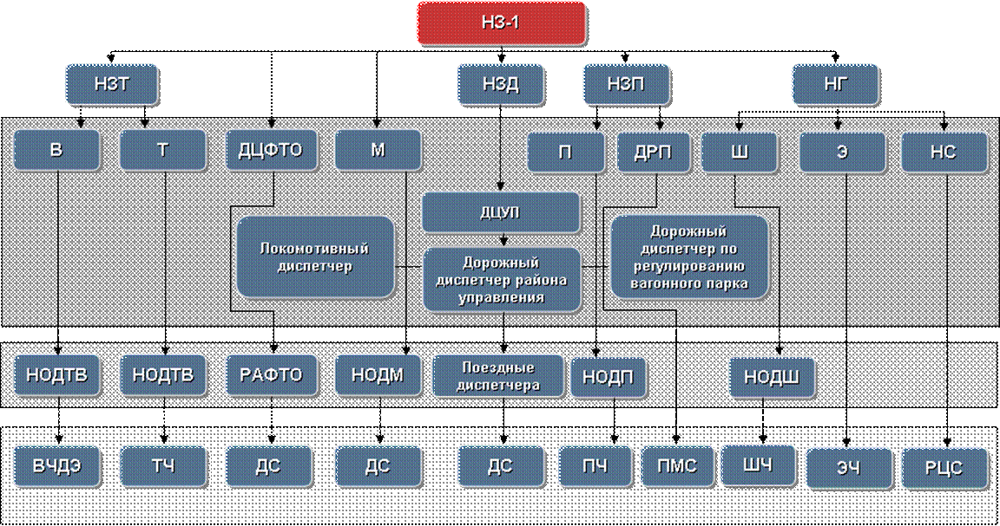 НЗ-1
НЗТ
НЗД
НЗП
НГ
В
Т
ДЦФТО
М
П
ДРП
Ш
Э
НС
ДЦУП
Локомотивный
диспетчер
Дорожный
диспетчер района
управления
Дорожный
диспетчер по
регулированию
вагонного парка
НОДТВ
НОДТВ
РАФТО
НОДМ
Поездные
диспетчера
НОДП
НОДШ
ВЧДЭ
ТЧ
ДС
ДС
ДС
ПЧ
ПМС
ШЧ
ЭЧ
РЦС